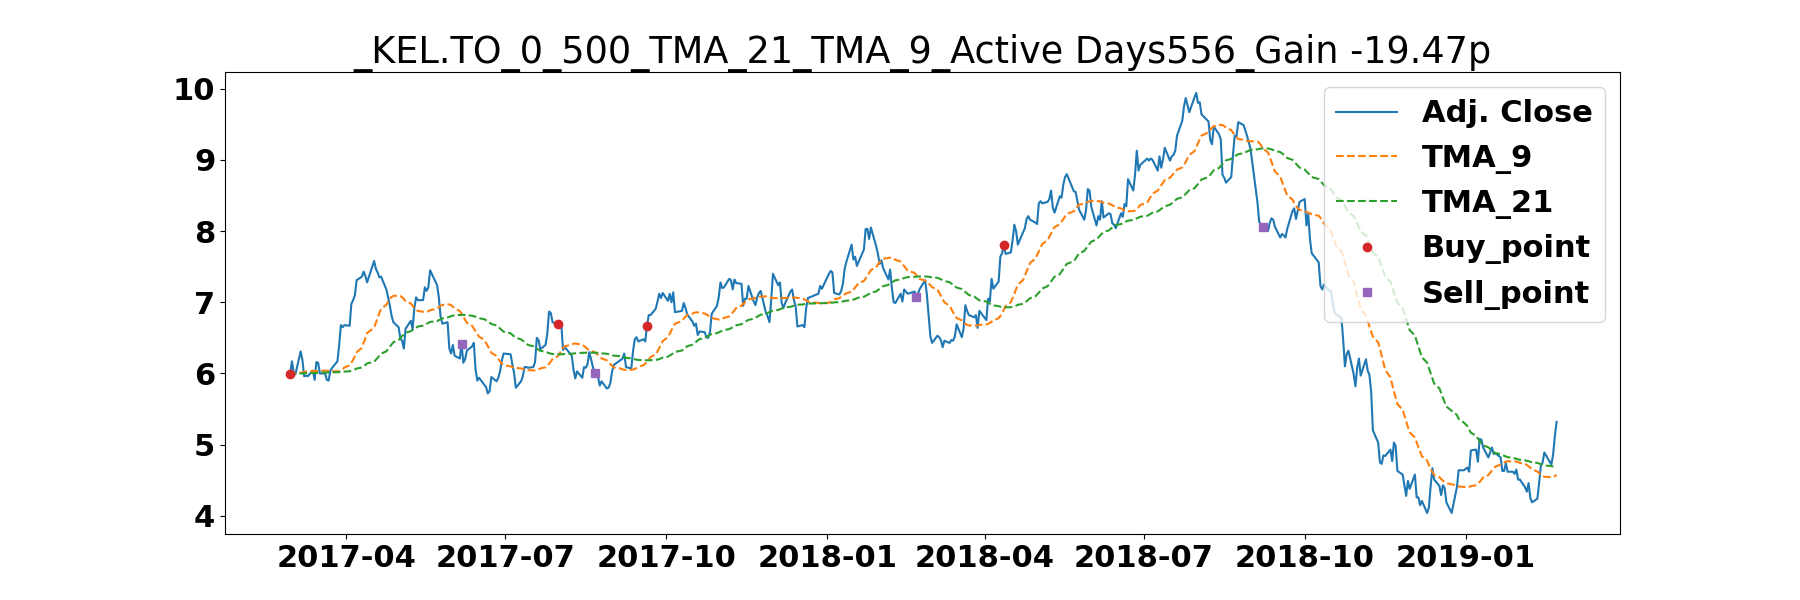 _KEL.TO_0_500_TMA_21_TMA_9_Active Days556_Gain -19.47p
10
9
8
7
6
5
4
Adj. Close
TMA_9
TMA_21
Buy_point
Sell_point
2017-04 2017-07 2017-10 2018-01 2018-04 2018-07 2018-10 2019-01